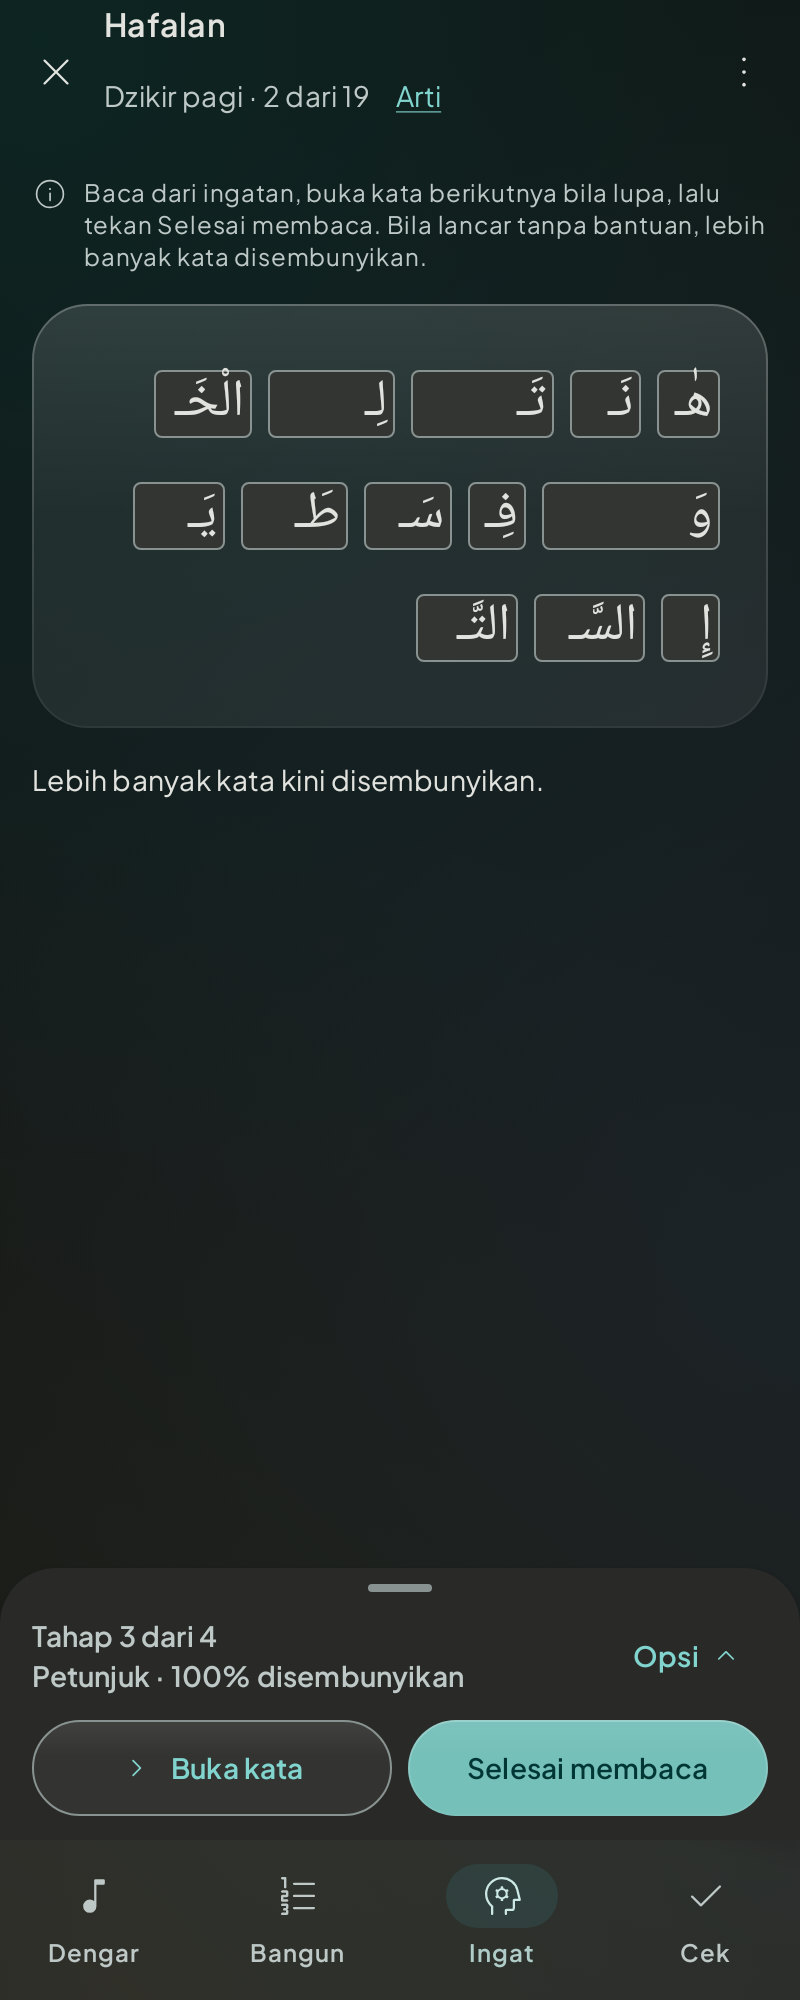 Hafalan
Dzikir pagi · 2 dari 19 Arti
Baca dari ingatan, buka kata berikutnya bila lupa, lalu
tekan Selesai membaca. Bila lancar tanpa bantuan, lebih
banyak kata disembunyikan.
هٰـ نَـ تَـ لِـ الْخَـ
وَ فِـ سَـ طَـ يَـ
إِ السَّـ التَّـ
Lebih banyak kata kini disembunyikan.
Tahap 3 dari 4
Petunjuk · 100% disembunyikan
Opsi
Buka kata
Selesai membaca
Dengar
Bangun
Ingat
Cek